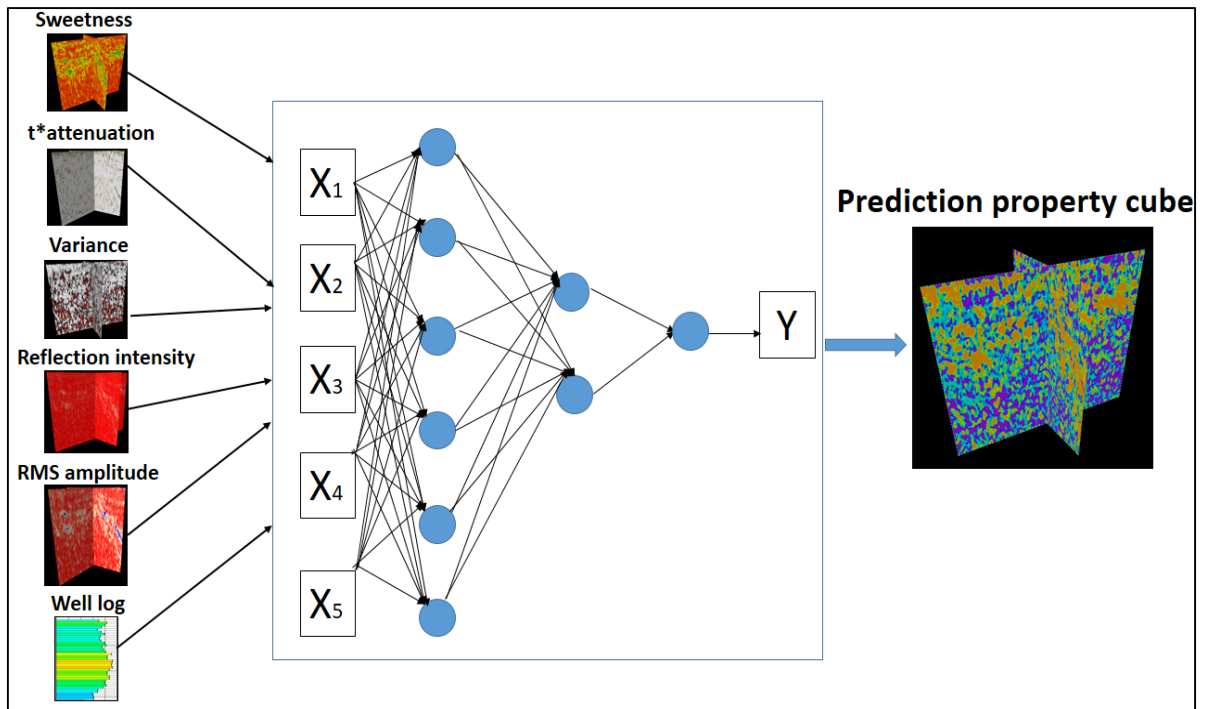 Sweetness
t*attenuation
Variance
Reflection intensity
RMS amplitude
Well log
X1
X2
X3
X4
X5
Y
Prediction property cube